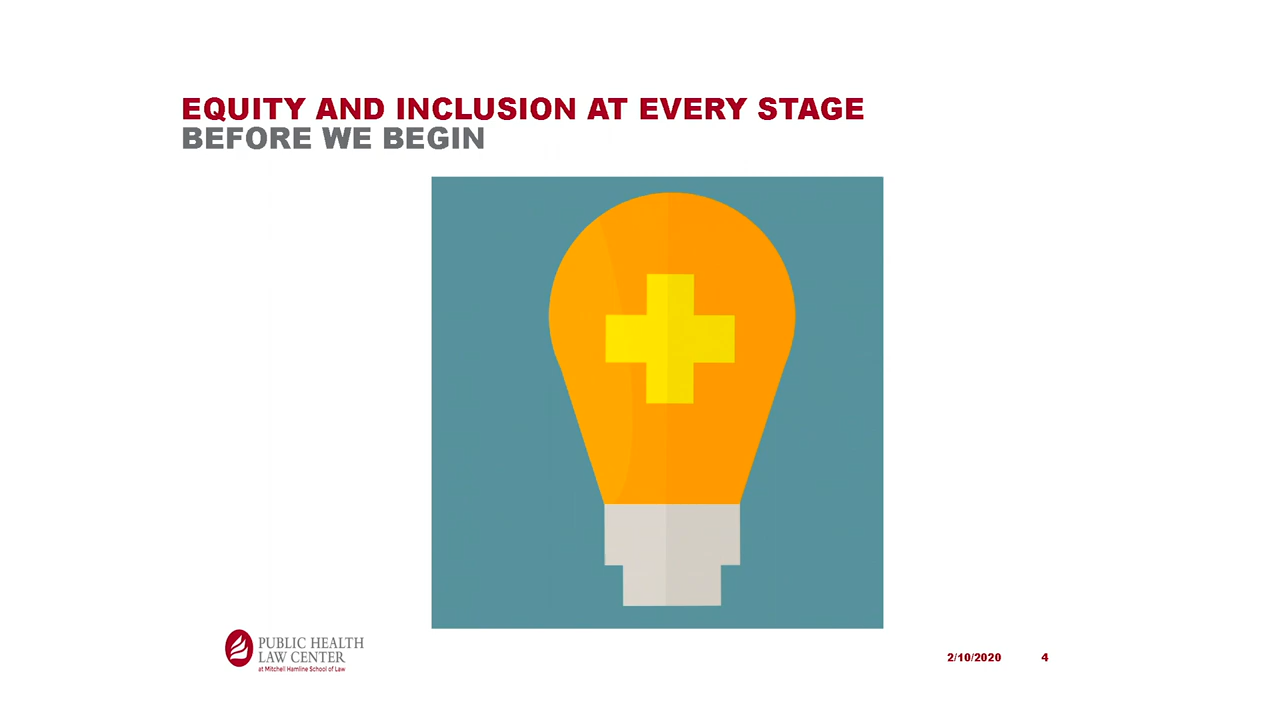 EQUITY AND INCLUSION AT EVERY STAGE
BEFORE WE BEGIN
PUBLIC HEALTH
LAW CENTER
at Mitchell Hamline School of Law
2/10/2020 4